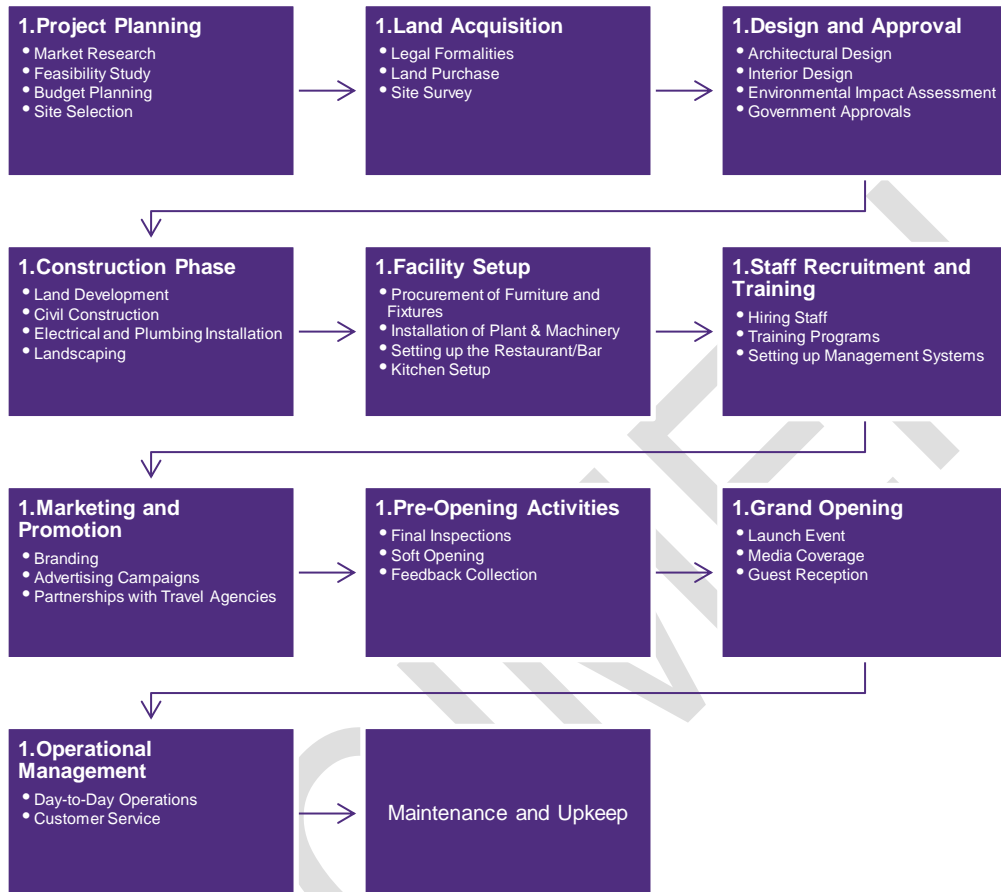 1.Project Planning
• Market Research
• Feasibility Study
• Budget Planning
• Site Selection
1.Land Acquisition
• Legal Formalities
• Land Purchase
• Site Survey
1.Design and Approval
• Architectural Design
• Interior Design
• Environmental Impact Assessment
• Government Approvals
1.Construction Phase
• Land Development
• Civil Construction
• Electrical and Plumbing Installation
• Landscaping
1.Facility Setup
• Procurement of Furniture and
Fixtures
• Installation of Plant & Machinery
• Setting up the Restaurant/Bar
• Kitchen Setup
1.Staff Recruitment and
Training
• Hiring Staff
• Training Programs
• Setting up Management Systems
1.Marketing and
Promotion
• Branding
• Advertising Campaigns
• Partnerships with Travel Agencies
1.Pre-Opening Activities
• Final Inspections
• Soft Opening
• Feedback Collection
1.Grand Opening
• Launch Event
• Media Coverage
• Guest Reception
1.Operational
Management
• Day-to-Day Operations
• Customer Service
Maintenance and Upkeep